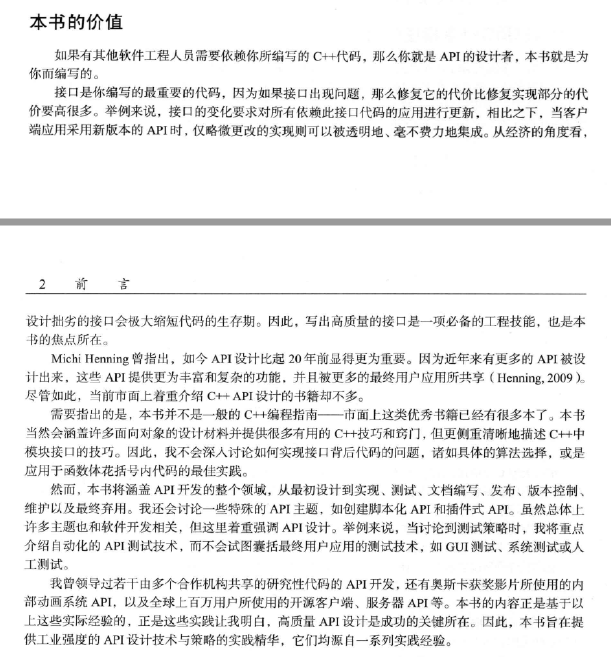 本书的价值
如果有其他软件工程人员需要依赖你所编写的 C++代码，那么你就是 API 的设计者，本书就是为
你而编写的。
接口是你编写的最重要的代码，因为如果接口出现问题，那么修复它的代价比修复实现部分的代
价要高很多。举例来说，接口的变化要求对所有依赖此接口代码的应用进行更新，相比之下，当客户
端应用采用新版本的 API 时，仅略微更改的实现则可以被透明地、毫不费力地集成。从经济的角度看，
2 前 言
设计拙劣的接口会极大缩短代码的生存期。因此，写出高质量的接口是一项必备的工程技能，也是本
书的焦点所在。
Michi Henning 曾指出，如今 API 设计比起 20 年前显得更为重要。因为近年来有更多的 API 被设
计出来，这些 API 提供更为丰富和复杂的功能，并且被更多的最终用户应用所共享（Henning, 2009）。
尽管如此，当前市面上着重介绍 C++ API 设计的书籍却不多。
需要指出的是，本书并不是一般的 C++编程指南——市面上这类优秀书籍已经有很多本了。本书
当然会涵盖许多面向对象的设计材料并提供很多有用的 C++技巧和窍门，但更侧重清晰地描述 C++中
模块接口的技巧。因此，我不会深入讨论如何实现接口背后代码的问题，诸如具体的算法选择，或是
应用于函数体花括号内代码的最佳实践。
然而，本书将涵盖 API 开发的整个领域，从最初设计到实现、测试、文档编写、发布、版本控制、
维护以及最终弃用。我还会讨论一些特殊的 API 主题，如创建脚本化 API 和插件式 API。虽然总体上
许多主题也和软件开发相关，但这里着重强调 API 设计。举例来说，当讨论到测试策略时，我将重点
介绍自动化的 API 测试技术，而不会试图囊括最终用户应用的测试技术，如 GUI 测试、系统测试或人
工测试。
我曾领导过若干由多个合作机构共享的研究性代码的 API 开发，还有奥斯卡获奖影片所使用的内
部动画系统 API，以及全球上百万用户所使用的开源客户端、服务器 API 等。本书的内容正是基于以
上这些实际经验的，正是这些实践让我明白，高质量 API 设计是成功的关键所在。因此，本书旨在提
供工业强度的 API 设计技术与策略的实践精华，它们均源自一系列实践经验。